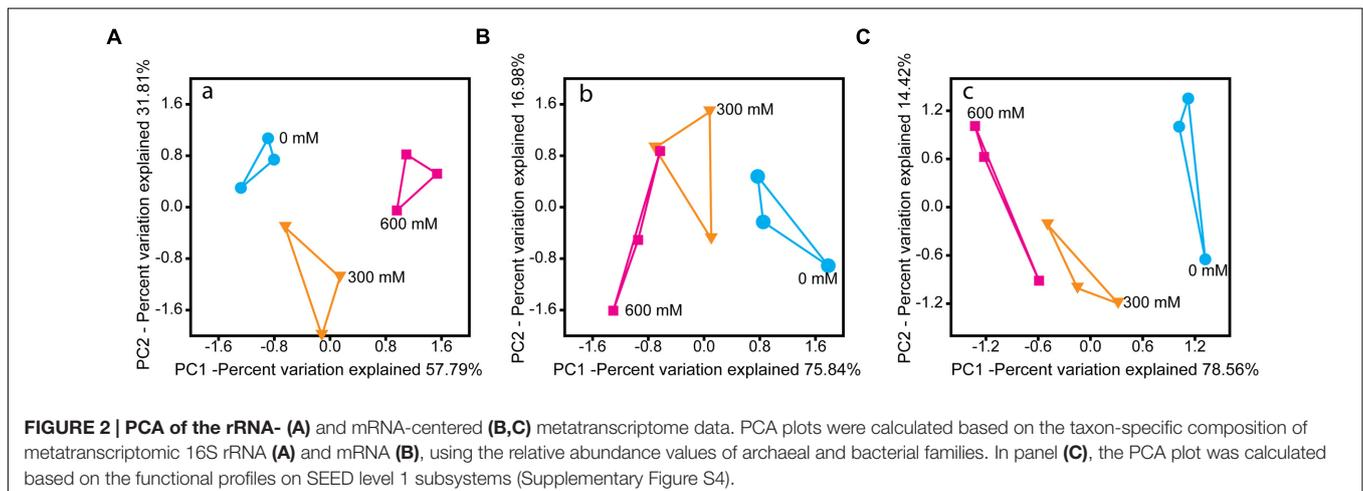 A
B
C
PC2 - Percent variation explained 31.81%
a
1.6
0.8
0.0
-0.8
-1.6
0 mM
600 mM
300 mM
-1.6 -0.8 0.0 0.8 1.6
PC1 -Percent variation explained 57.79%
PC2 - Percent variation explained 16.98%
b
1.6
0.8
0.0
-0.8
-1.6
300 mM
0 mM
600 mM
-1.6 -0.8 0.0 0.8 1.6
PC1 -Percent variation explained 75.84%
PC2 - Percent variation explained 14.42%
c
1.2
0.6
0.0
-0.6
-1.2
600 mM
0 mM
300 mM
-1.2 -0.6 0.0 0.6 1.2
PC1 -Percent variation explained 78.56%
FIGURE 2 | PCA of the rRNA- (A) and mRNA-centered (B,C) metatranscriptome data. PCA plots were calculated based on the taxon-specific composition of
metatranscriptomic 16S rRNA (A) and mRNA (B), using the relative abundance values of archaeal and bacterial families. In panel (C), the PCA plot was calculated
based on the functional profiles on SEED level 1 subsystems (Supplementary Figure S4).